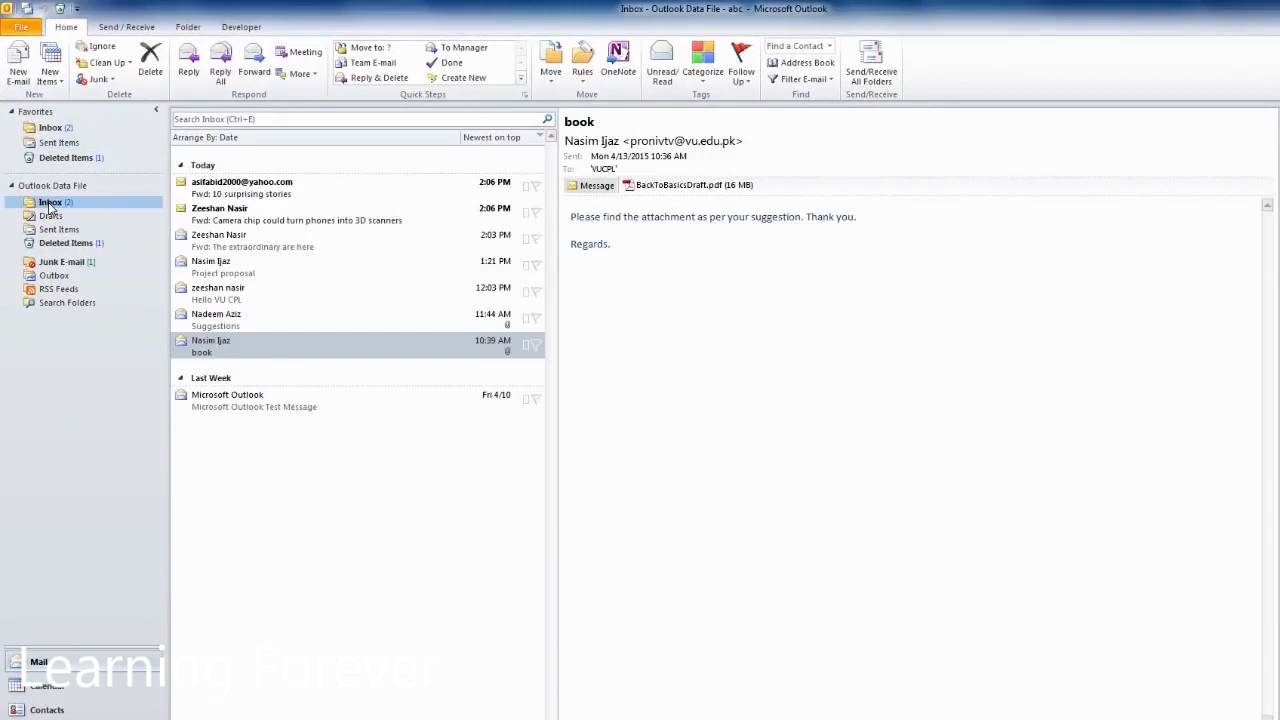 Inbox - Outlook Data File - abc - Microsoft Outlook
File Home Send / Receive Folder Developer
New E-mail
New Items
New
Ignore
Clean Up
Junk
Delete
Delete
Reply
Reply All
Forward
Meeting
More
Respond
Move to: ?
Team E-mail
Reply & Delete
To Manager
Done
Create New
Quick Steps
Move
Rules
OneNote
Move
Unread/ Read
Categorize
Follow Up
Tags
Find a Contact
Address Book
Filter E-mail
Find
Send/Receive All Folders
Send/Receive
Favorites
Inbox (2)
Sent Items
Deleted Items (1)
Outlook Data File
Inbox (2)
Drafts
Sent Items
Deleted Items (1)
Junk E-mail [1]
Outbox
RSS Feeds
Search Folders
Mail
Calendar
Contacts
Learning Forever
Search Inbox (Ctrl+E)
Arrange By: Date Newest on top
Today
asifabid2000@yahoo.com 2:06 PM
Fwd: 10 surprising stories
Zeeshan Nasir 2:06 PM
Fwd: Camera chip could turn phones into 3D scanners
Zeeshan Nasir 2:03 PM
Fwd: The extraordinary are here
Nasim Ijaz 1:21 PM
Project proposal
zeeshan nasir 12:03 PM
Hello VU CPL
Nadeem Aziz 11:44 AM
Suggestions
Nasim Ijaz 10:39 AM
book
Last Week
Microsoft Outlook Fri 4/10
Microsoft Outlook Test Message
book
Nasim Ijaz <pronivtv@vu.edu.pk>
Sent: Mon 4/13/2015 10:36 AM
To: 'VUCPL'
Message BackToBasicsDraft.pdf (16 MB)
Please find the attachment as per your suggestion. Thank you.
Regards.